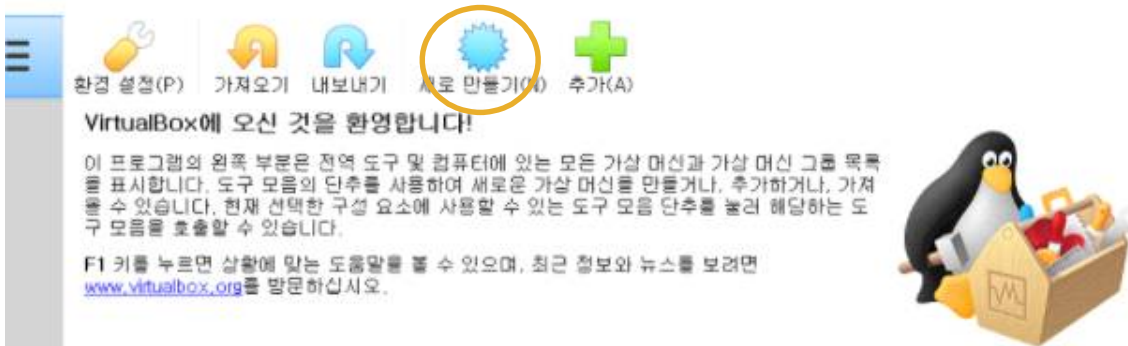 환경 설정(P) 가져오기 내보내기 새로 만들기(N) 추가(A)
VirtualBox에 오신 것을 환영합니다!
이 프로그램의 왼쪽 부분은 전역 도구 및 컴퓨터에 있는 모든 가상 머신과 가상 머신 그룹 목록
을 표시합니다. 도구 모음의 단추를 사용하여 새로운 가상 머신을 만들거나, 추가하거나, 가져
올 수 있습니다. 현재 선택한 구성 요소에 사용할 수 있는 도구 모음 단추를 눌러 해당하는 도
구 모음을 호출할 수 있습니다.
F1 키를 누르면 상황에 맞는 도움말을 볼 수 있으며, 최근 정보와 뉴스를 보려면
www.virtualbox.org를 방문하십시오.